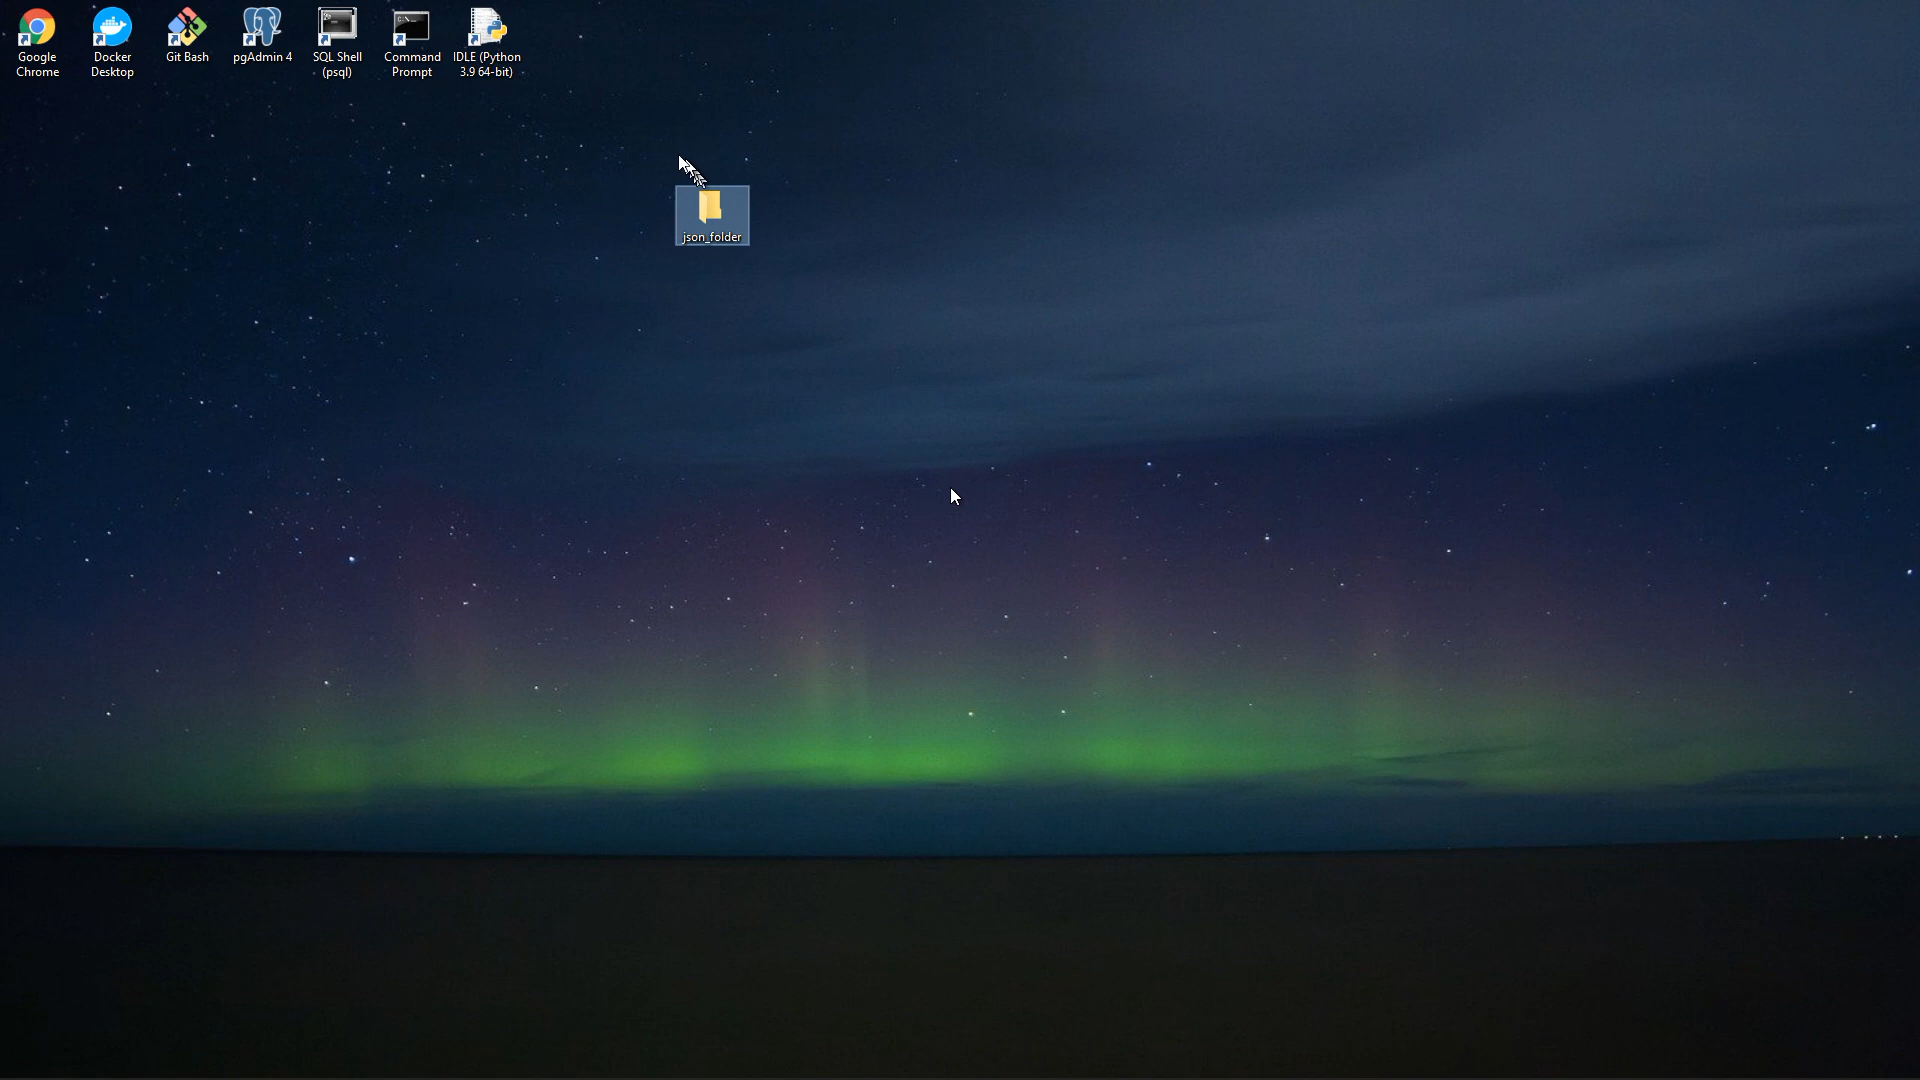 Google
Chrome
Docker
Desktop
Git Bash
pgAdmin 4
SQL Shell
(psql)
Command
Prompt
IDLE (Python
3.9 64-bit)
json_folder